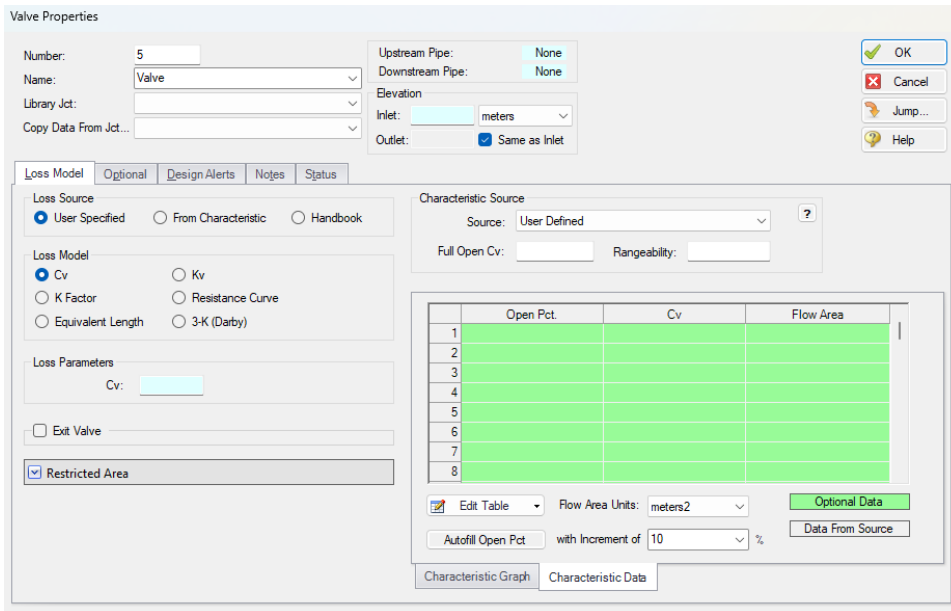 Valve Properties
Number: 5
Name: Valve
Library Jct:
Copy Data From Jct...
Upstream Pipe: None
Downstream Pipe: None
Elevation
Inlet: meters
Outlet: Same as Inlet
OK
Cancel
Jump...
Help
Loss Model Optional Design Alerts Notes Status
Loss Source
User Specified From Characteristic Handbook
Loss Model
Cv Kv
K Factor Resistance Curve
Equivalent Length 3-K (Darby)
Loss Parameters
Cv:
Exit Valve
Restricted Area
Characteristic Source
Source: User Defined ?
Full Open Cv: Rangeability:
Open Pct. Cv Flow Area
1
2
3
4
5
6
7
8
Edit Table Flow Area Units: meters2 Optional Data
Autofill Open Pct with Increment of 10 % Data From Source
Characteristic Graph Characteristic Data